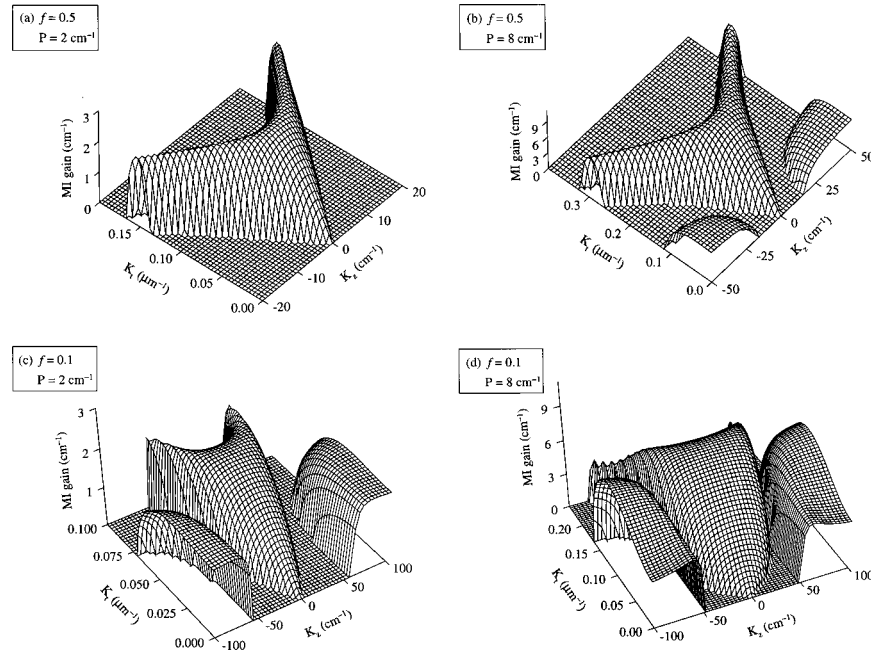 (a) f = 0.5
P = 2 cm⁻¹
MI gain (cm⁻¹)
3
2
1
0
0.15
0.10
0.05
0.00
Kt (μm⁻¹)
-20
-10
0
10
20
Kz (cm⁻¹)
(b) f = 0.5
P = 8 cm⁻¹
MI gain (cm⁻¹)
9
6
3
0
0.3
0.2
0.1
0.0
Kt (μm⁻¹)
-50
-25
0
25
50
Kz (cm⁻¹)
(c) f = 0.1
P = 2 cm⁻¹
MI gain (cm⁻¹)
3
2
1
0.100
0.075
0.050
0.025
0.000
Kt (μm⁻¹)
-100
-50
0
50
100
Kz (cm⁻¹)
(d) f = 0.1
P = 8 cm⁻¹
MI gain (cm⁻¹)
9
6
3
0
0.20
0.15
0.10
0.05
0.00
Kt (μm⁻¹)
-100
-50
0
50
100
Kz (cm⁻¹)